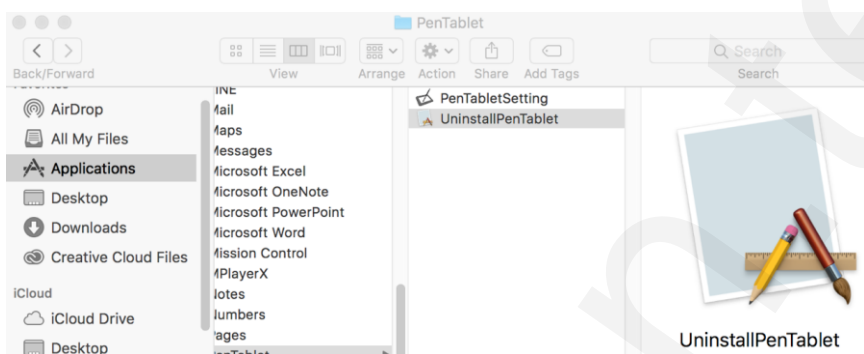 PenTablet
Search
Back/Forward
View
Arrange
Action
Share
Add Tags
Search
AirDrop
All My Files
Applications
Desktop
Downloads
Creative Cloud Files
iCloud
iCloud Drive
Desktop
Mail
Maps
Messages
Microsoft Excel
Microsoft OneNote
Microsoft PowerPoint
Microsoft Word
Mission Control
MPlayerX
Notes
Numbers
Pages
PenTablet
PenTabletSetting
UninstallPenTablet
UninstallPenTablet